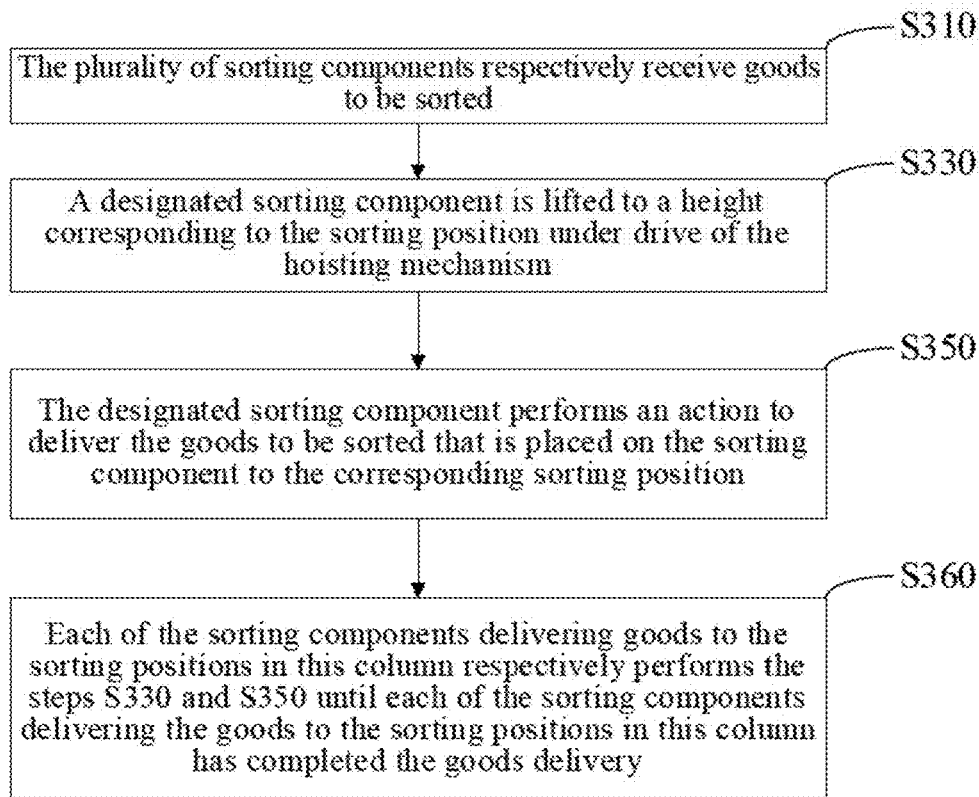 S310
The plurality of sorting components respectively receive goods
to be sorted
S330
A designated sorting component is lifted to a height
corresponding to the sorting position under drive of the
hoisting mechanism
S350
The designated sorting component performs an action to
deliver the goods to be sorted that is placed on the sorting
component to the corresponding sorting position
S360
Each of the sorting components delivering goods to the
sorting positions in this column respectively performs the
steps S330 and S350 until each of the sorting components
delivering the goods to the sorting positions in this column
has completed the goods delivery